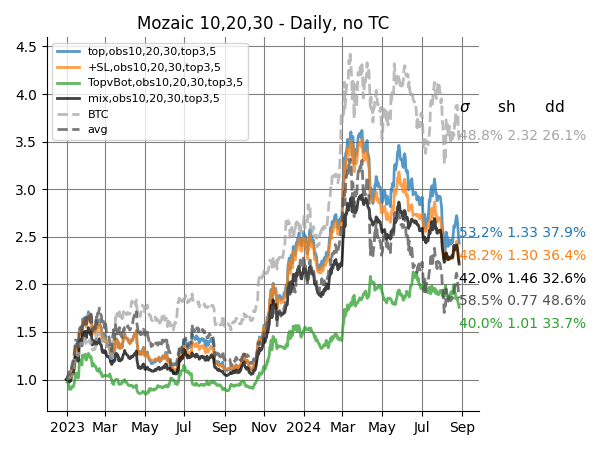 Mozaic 10,20,30 - Daily, no TC
4.5
4.0
3.5
3.0
2.5
2.0
1.5
1.0
top,obs10,20,30,top3,5
+SL,obs10,20,30,top3,5
TopvBot,obs10,20,30,top3,5
mix,obs10,20,30,top3,5
BTC
avg
σ sh dd
48.8% 2.32 26.1%
53.2% 1.33 37.9%
48.2% 1.30 36.4%
42.0% 1.46 32.6%
58.5% 0.77 48.6%
40.0% 1.01 33.7%
2023 Mar May Jul Sep Nov 2024 Mar May Jul Sep